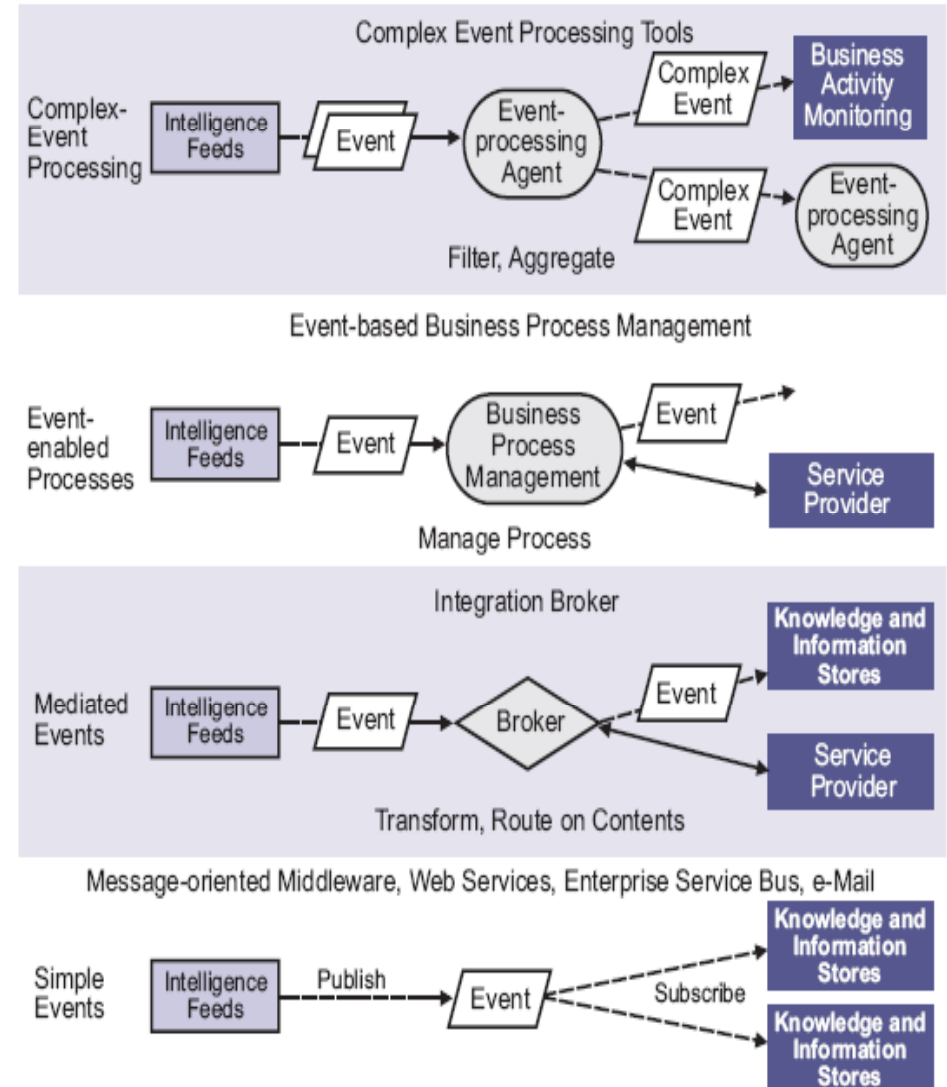 Complex Event Processing Tools
Complex-
Event
Processing
Intelligence
Feeds
Event
Event-
processing
Agent
Complex
Event
Business
Activity
Monitoring
Complex
Event
Event-
processing
Agent
Filter, Aggregate
Event-based Business Process Management
Event-
enabled
Processes
Intelligence
Feeds
Event
Business
Process
Management
Event
Service
Provider
Manage Process
Integration Broker
Mediated
Events
Intelligence
Feeds
Event
Broker
Event
Knowledge and
Information
Stores
Service
Provider
Transform, Route on Contents
Message-oriented Middleware, Web Services, Enterprise Service Bus, e-Mail
Simple
Events
Intelligence
Feeds
Publish
Event
Subscribe
Knowledge and
Information
Stores
Knowledge and
Information
Stores